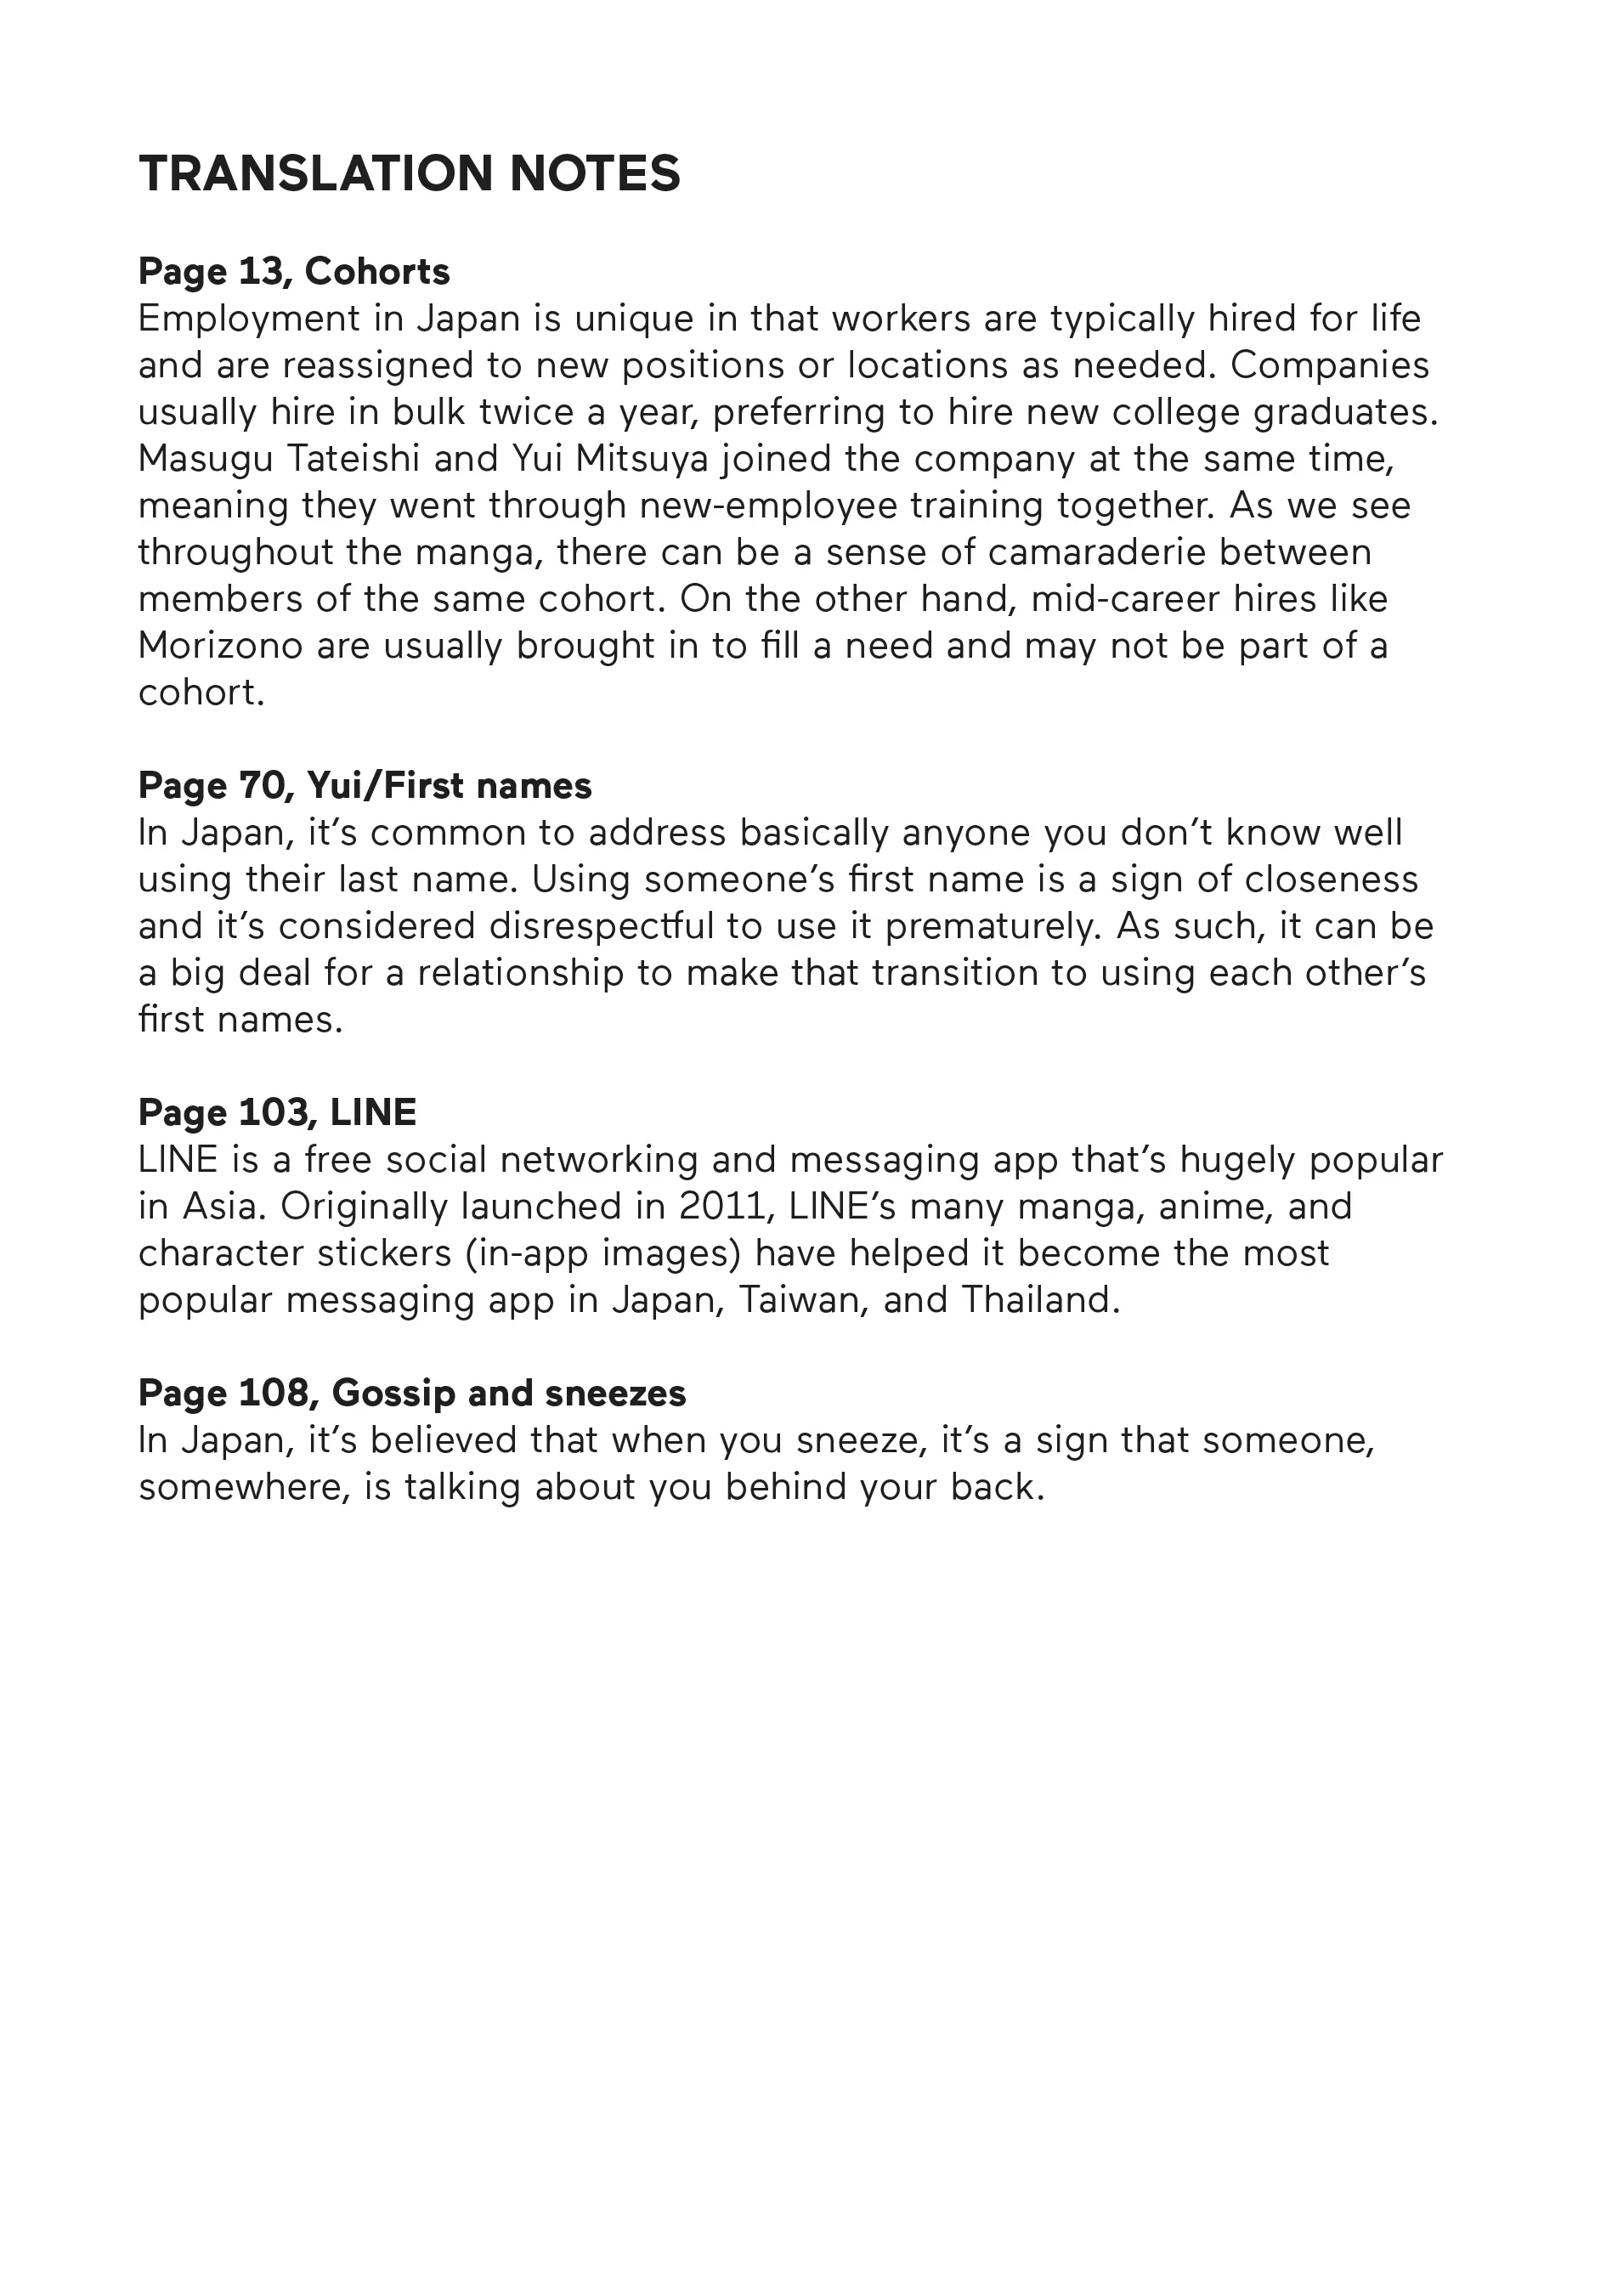 TRANSLATION NOTES
Page 13, Cohorts
Employment in Japan is unique in that workers are typically hired for life
and are reassigned to new positions or locations as needed. Companies
usually hire in bulk twice a year, preferring to hire new college graduates.
Masugu Tateishi and Yui Mitsuya joined the company at the same time,
meaning they went through new-employee training together. As we see
throughout the manga, there can be a sense of camaraderie between
members of the same cohort. On the other hand, mid-career hires like
Morizono are usually brought in to fill a need and may not be part of a
cohort.
Page 70, Yui/First names
In Japan, it’s common to address basically anyone you don’t know well
using their last name. Using someone’s first name is a sign of closeness
and it’s considered disrespectful to use it prematurely. As such, it can be
a big deal for a relationship to make that transition to using each other’s
first names.
Page 103, LINE
LINE is a free social networking and messaging app that’s hugely popular
in Asia. Originally launched in 2011, LINE’s many manga, anime, and
character stickers (in-app images) have helped it become the most
popular messaging app in Japan, Taiwan, and Thailand.
Page 108, Gossip and sneezes
In Japan, it’s believed that when you sneeze, it’s a sign that someone,
somewhere, is talking about you behind your back.